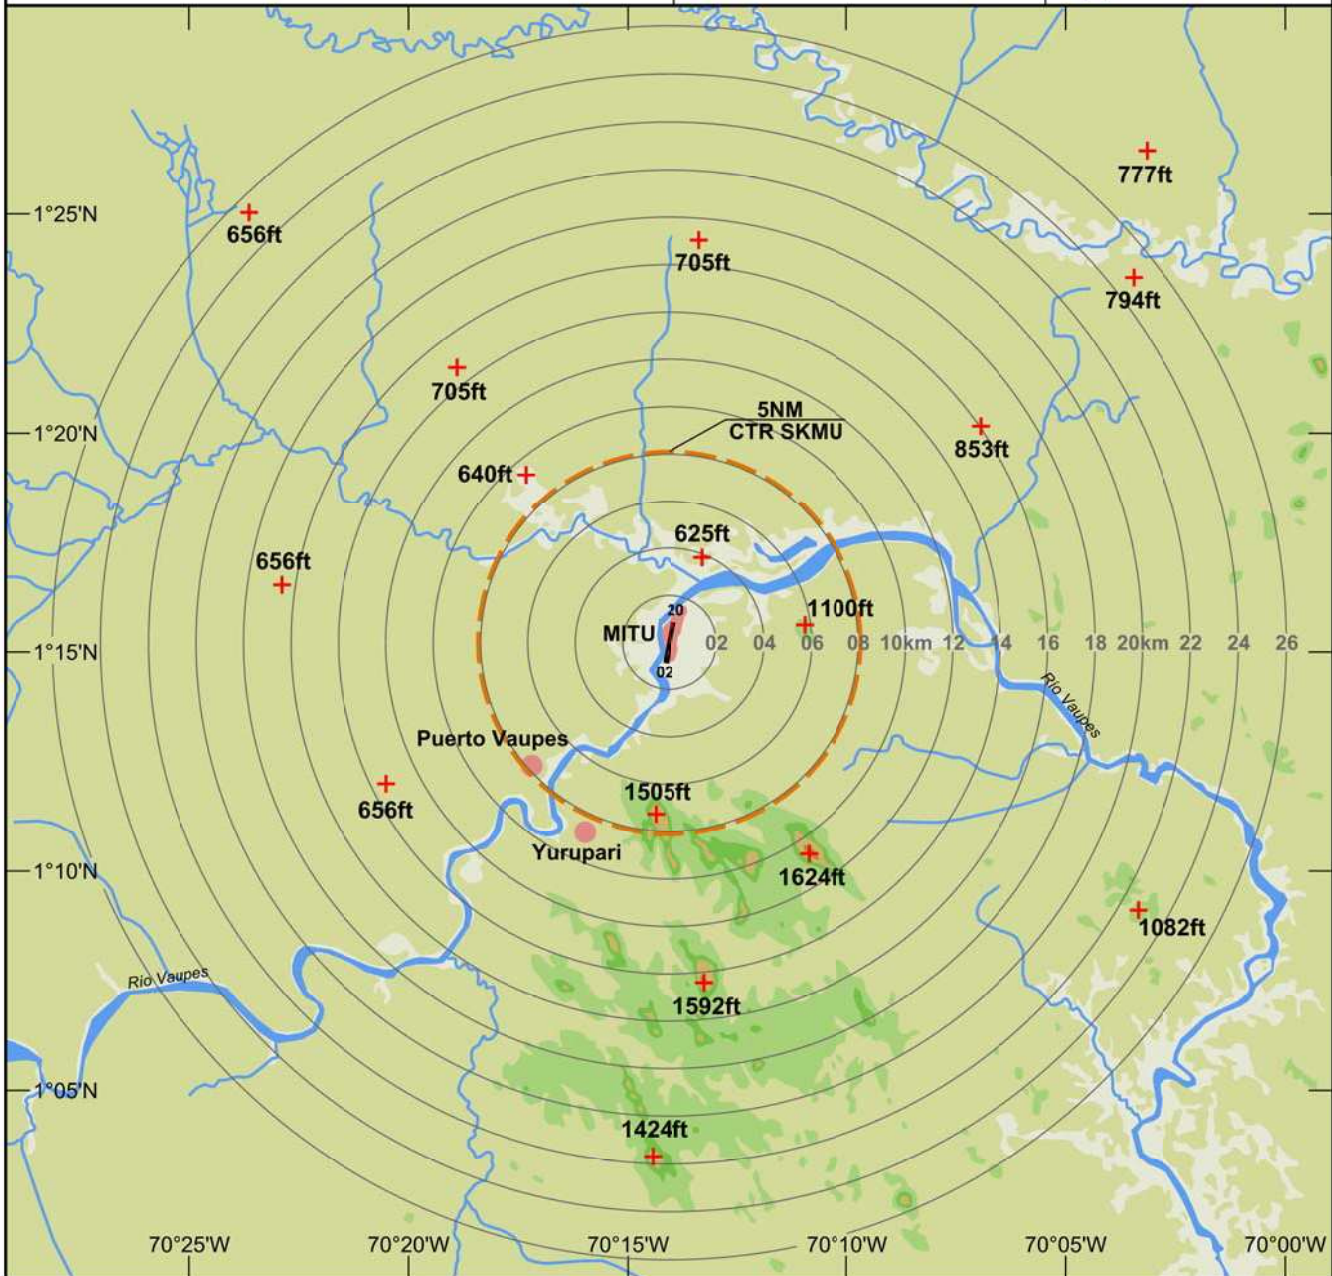 777ft
1°25'N
656ft
705ft
794ft
705ft
5NM
CTR SKMU
1°20'N
853ft
640ft
625ft
656ft
1100ft
20
MITU
02 04 06 08 10km 12 14 16 18 20km 22 24 26
1°15'N
02
Rio Vaupes
Puerto Vaupes
1505ft
656ft
Yurupari
1°10'N
1624ft
1082ft
Rio Vaupes
1592ft
1°05'N
1424ft
70°25'W 70°20'W 70°15'W 70°10'W 70°05'W 70°00'W